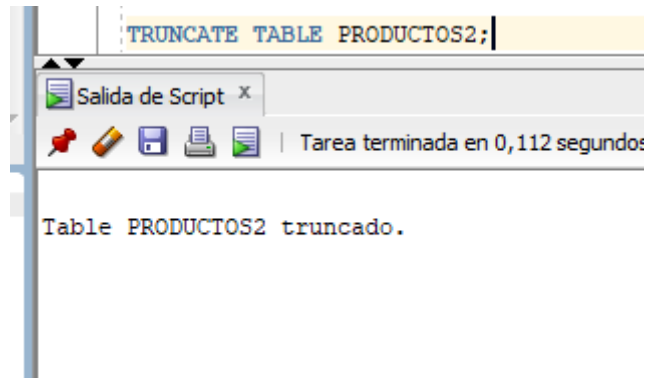 TRUNCATE TABLE PRODUCTOS2;
Salida de Script x
Tarea terminada en 0,112 segundos
Table PRODUCTOS2 truncado.